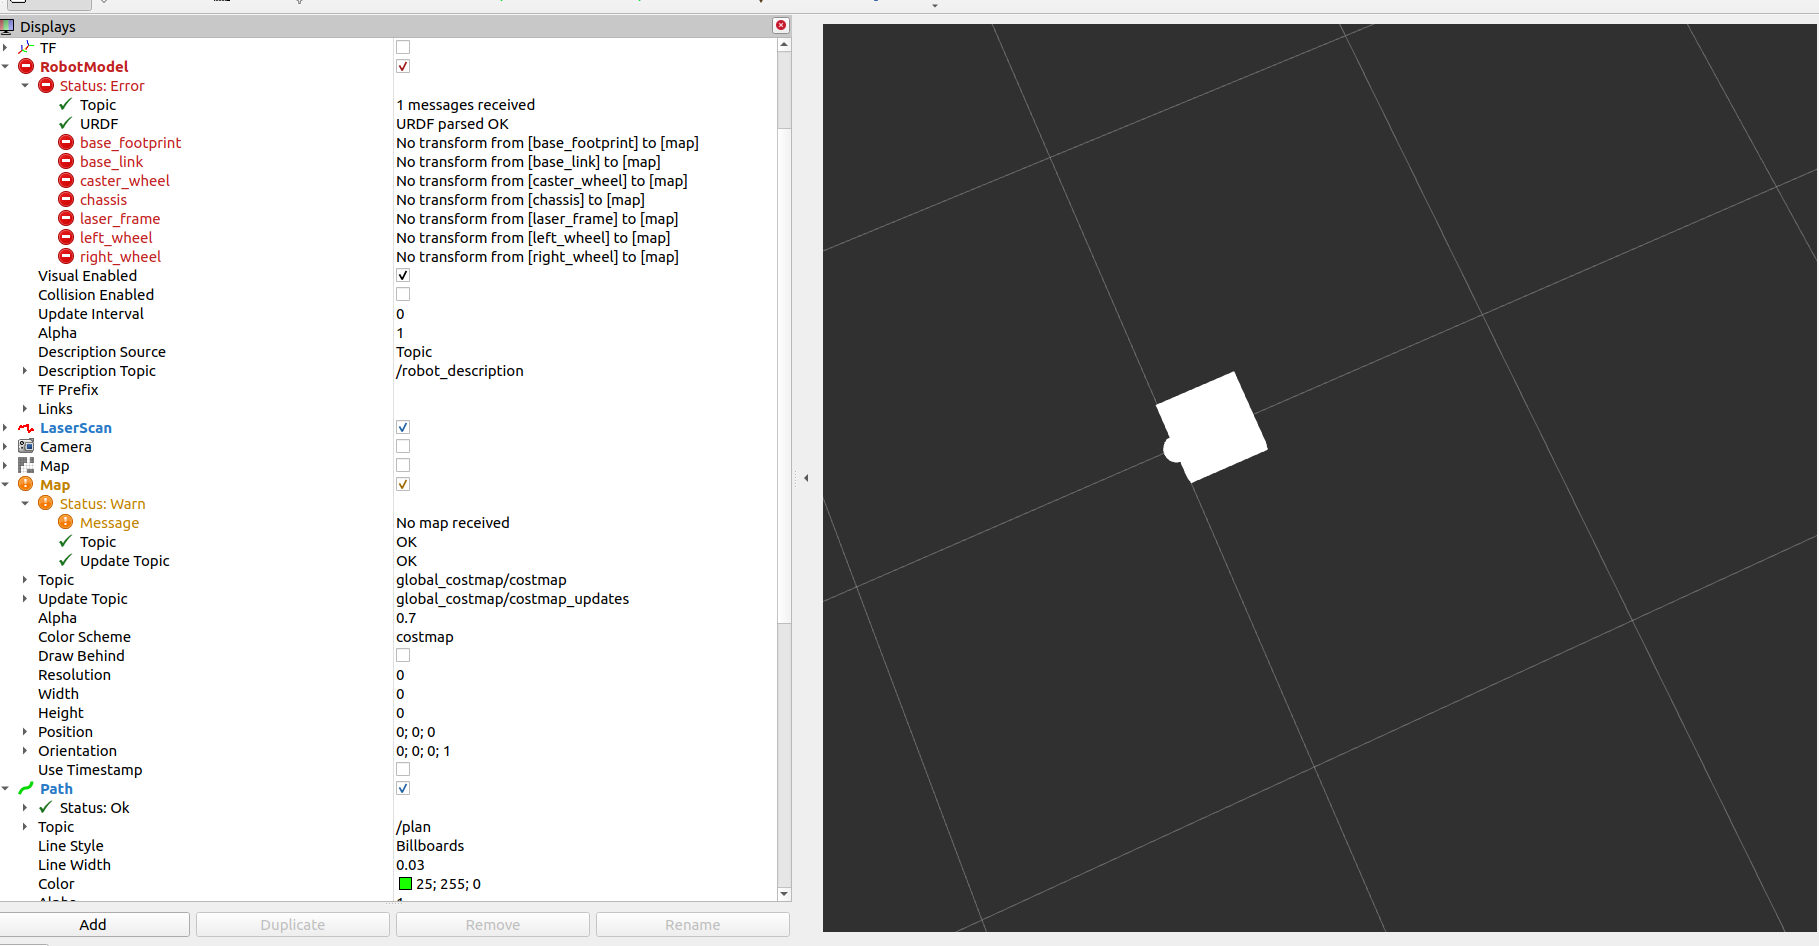 Displays
TF
RobotModel
Status: Error
Topic 1 messages received
URDF URDF parsed OK
base_footprint No transform from [base_footprint] to [map]
base_link No transform from [base_link] to [map]
caster_wheel No transform from [caster_wheel] to [map]
chassis No transform from [chassis] to [map]
laser_frame No transform from [laser_frame] to [map]
left_wheel No transform from [left_wheel] to [map]
right_wheel No transform from [right_wheel] to [map]
Visual Enabled
Collision Enabled
Update Interval 0
Alpha 1
Description Source Topic
Description Topic /robot_description
TF Prefix
Links
LaserScan
Camera
Map
Map
Status: Warn
Message No map received
Topic OK
Update Topic OK
Topic global_costmap/costmap
Update Topic global_costmap/costmap_updates
Alpha 0.7
Color Scheme costmap
Draw Behind
Resolution 0
Width 0
Height 0
Position 0; 0; 0
Orientation 0; 0; 0; 1
Use Timestamp
Path
Status: Ok
Topic /plan
Line Style Billboards
Line Width 0.03
Color 25; 255; 0
Alpha 1
Add Duplicate Remove Rename